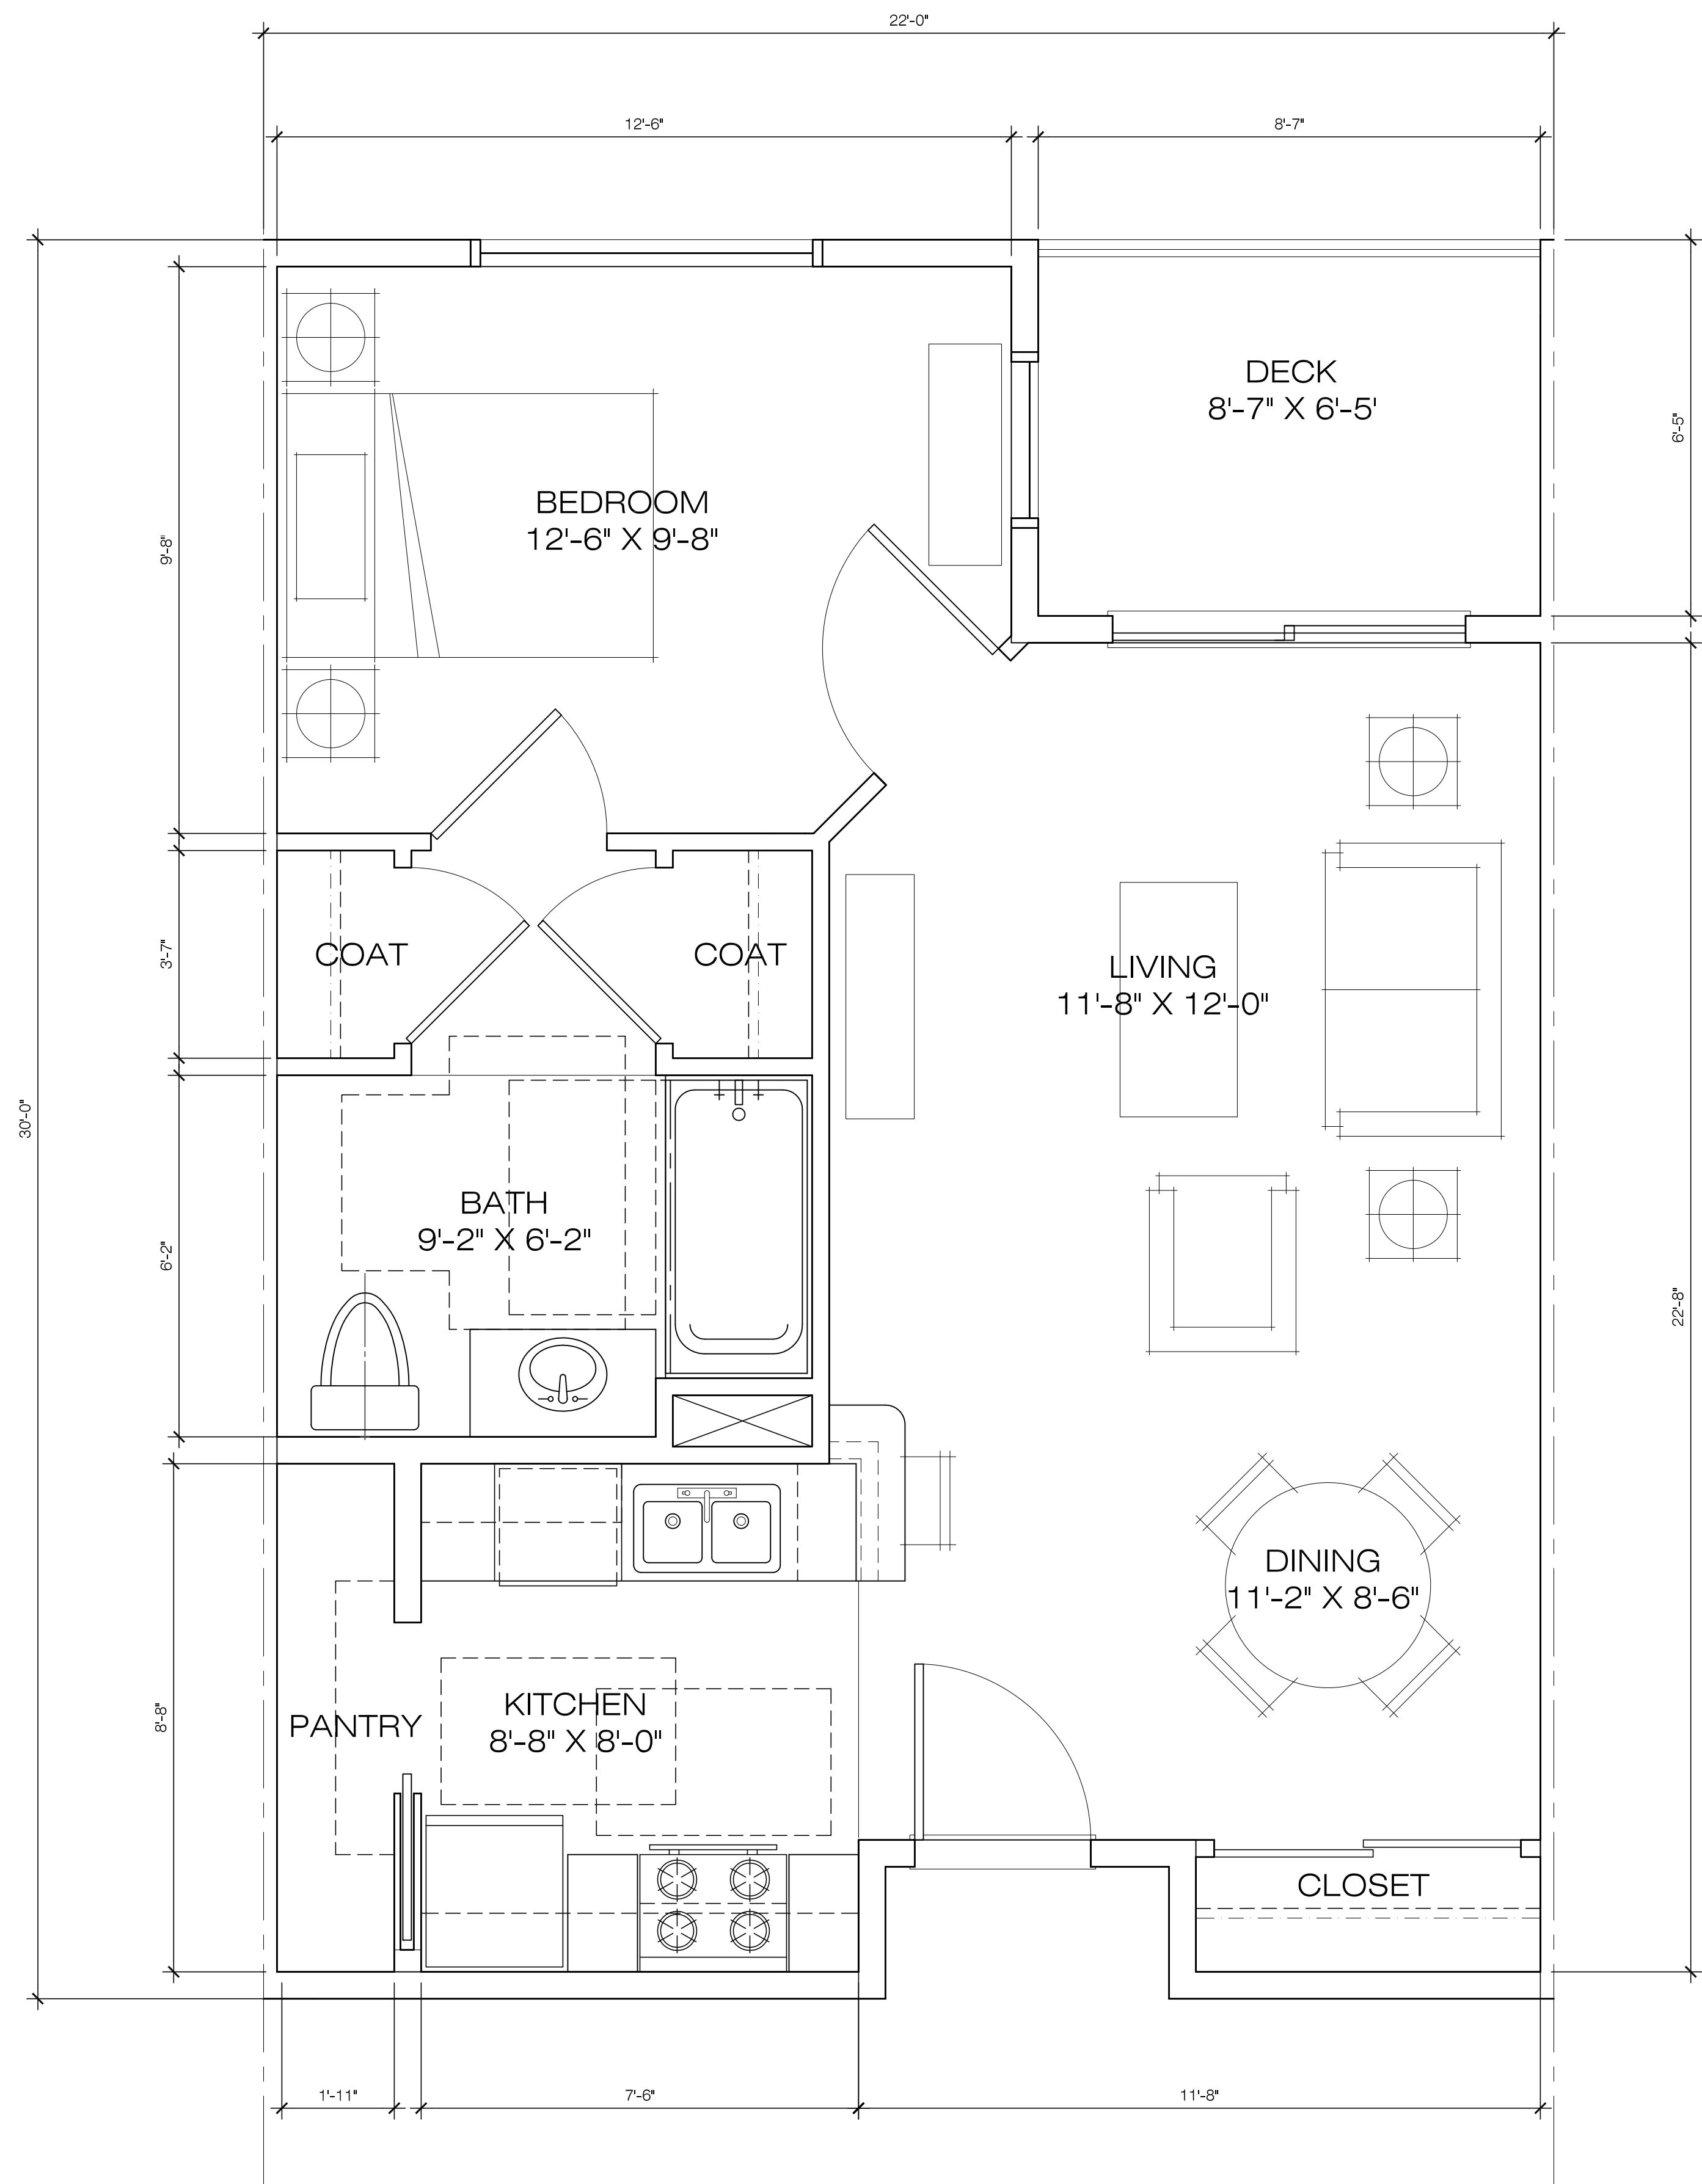 22'-0"
12'-6"
8'-7"
DECK
8'-7" X 6'-5'
6'-5"
BEDROOM
12'-6" X 9'-8"
9'-8"
COAT
COAT
3'-7"
LIVING
11'-8" X 12'-0"
30'-0"
BATH
9'-2" X 6'-2"
6'-2"
22'-8"
DINING
11'-2" X 8'-6"
KITCHEN
8'-8" X 8'-0"
PANTRY
8'-8"
CLOSET
1'-11"
7'-6"
11'-8"